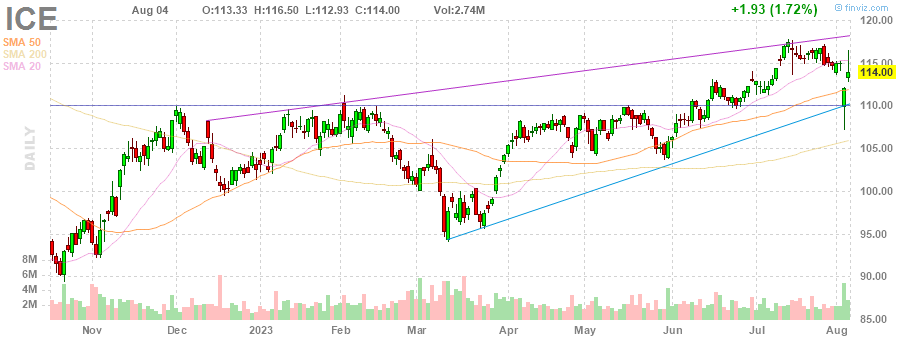 ICE Aug 04 O:113.33 H:116.50 L:112.93 C:114.00 Vol:2.74M +1.93 (1.72%) © finviz.com
SMA 50
SMA 200
SMA 20
DAILY
120.00
115.00
114.00
110.00
105.00
100.00
95.00
90.00
85.00
8M
6M
4M
2M
Nov Dec 2023 Feb Mar Apr May Jun Jul Aug